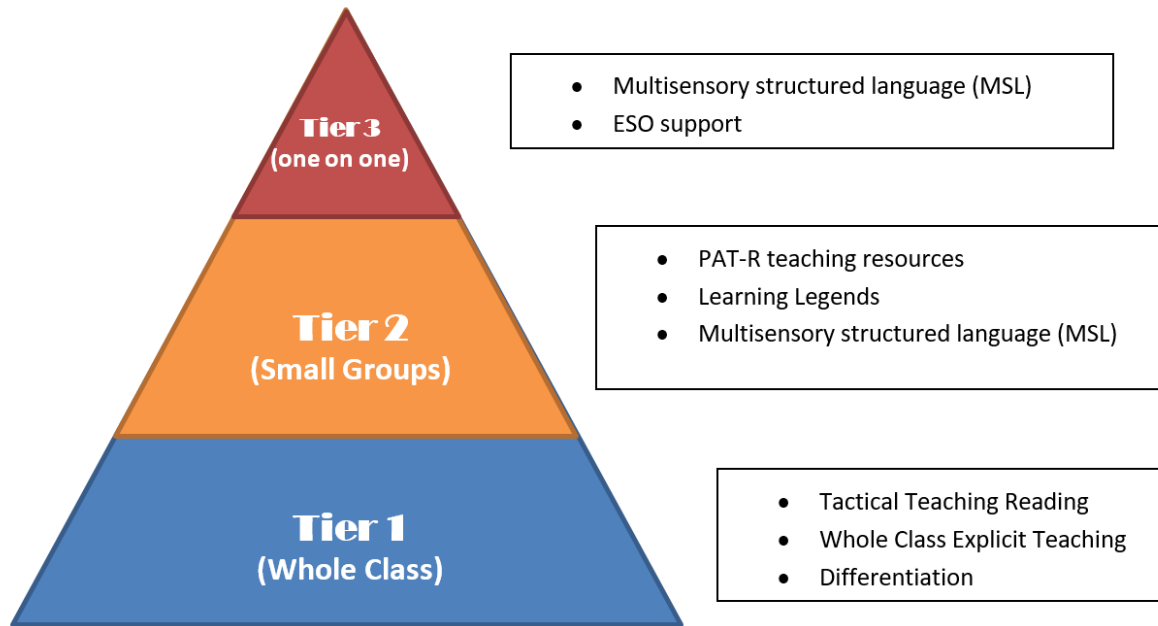 Tier 3
(one on one)
• Multisensory structured language (MSL)
• ESO support
Tier 2
(Small Groups)
• PAT-R teaching resources
• Learning Legends
• Multisensory structured language (MSL)
Tier 1
(Whole Class)
• Tactical Teaching Reading
• Whole Class Explicit Teaching
• Differentiation